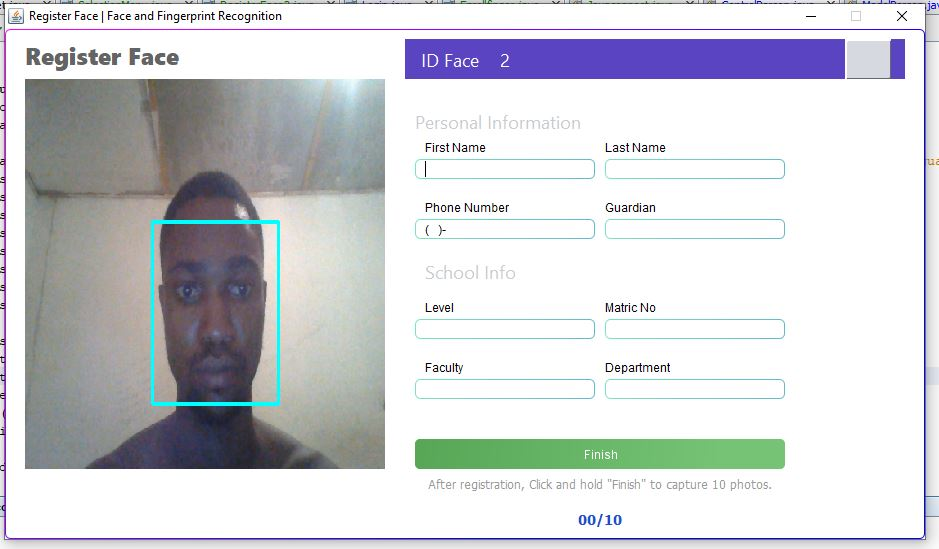 Register Face | Face and Fingerprint Recognition
Register Face
ID Face 2
Personal Information
First Name Last Name
Phone Number Guardian
( )-
School Info
Level Matric No
Faculty Department
Finish
After registration, Click and hold "Finish" to capture 10 photos.
00/10